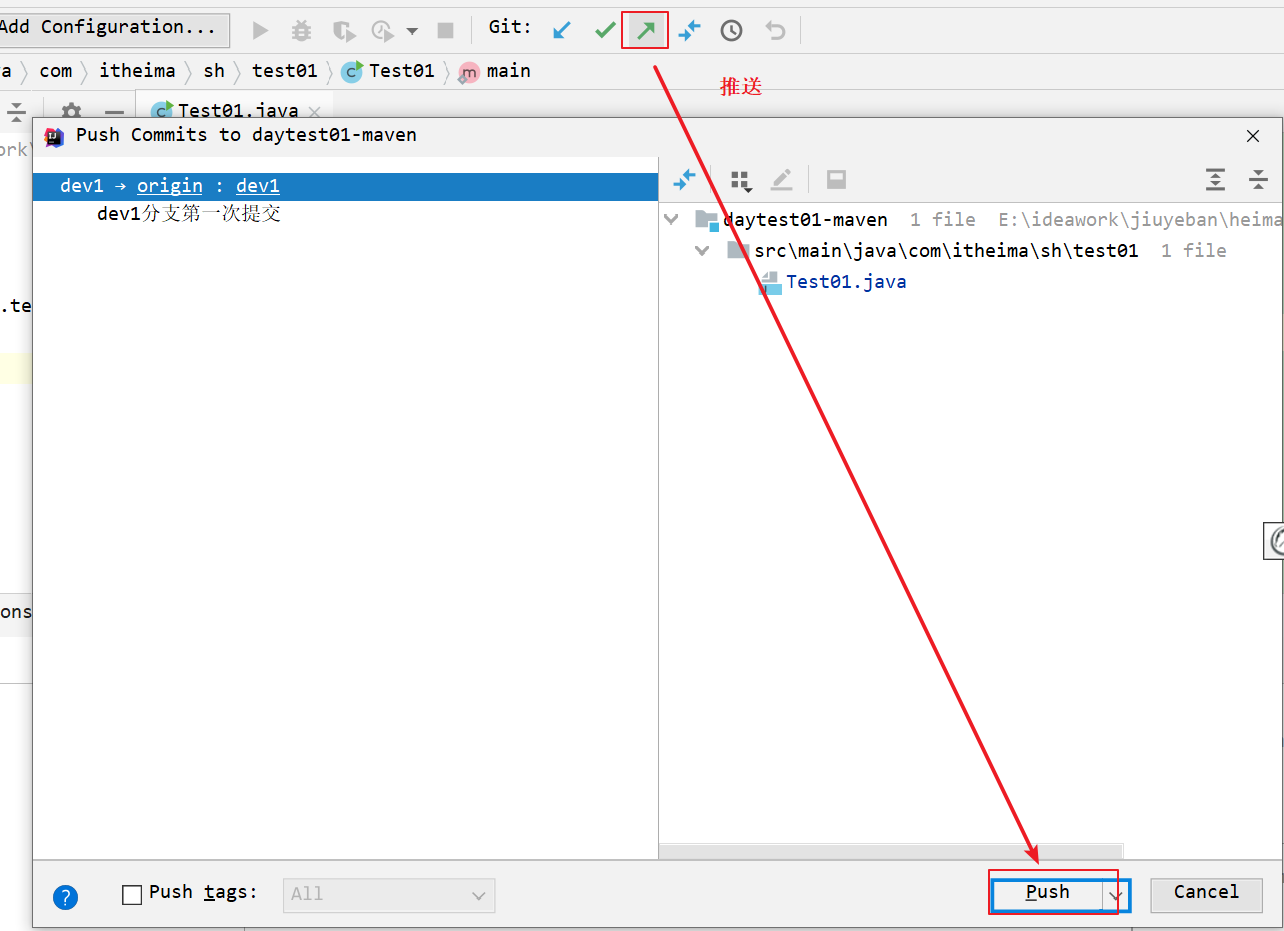 Add Configuration...
Git:
a com itheima sh test01 Test01 main
推送
Test01.java
ork\
Push Commits to daytest01-maven
dev1 → origin : dev1
dev1分支第一次提交
daytest01-maven 1 file E:\ideawork\jiuyeban\heima
src\main\java\com\itheima\sh\test01 1 file
Test01.java
.te
ons
? Push tags: All
Push Cancel